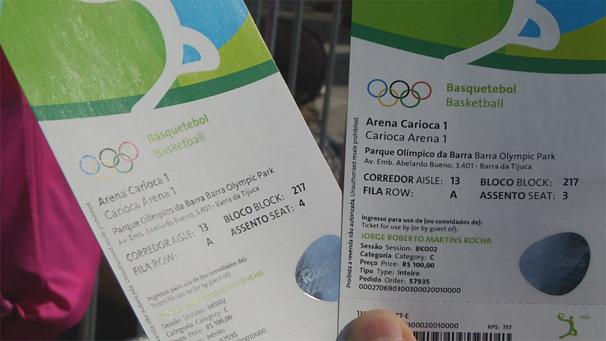 Basquetebol
Basketball
Arena Carioca 1
Carioca Arena 1
Parque Olímpico da Barra Barra Olympic Park
Av. Emb. Abelardo Bueno, 3.401 - Barra da Tijuca
CORREDOR AISLE: 13 BLOCO BLOCK: 217
FILA ROW: A ASSENTO SEAT: 4
Ingresso para uso de (ou convidados de):
Ticket for use by (or by guest of):
MARTINS ROCHA
Sessão Session: BK002
Categoria Category: C
Preço Price: R$ 100,00
Inteiro
57935
0020010000
Basquetebol
Basketball
Arena Carioca 1
Carioca Arena 1
Parque Olímpico da Barra Barra Olympic Park
Av. Emb. Abelardo Bueno, 3.401 - Barra da Tijuca
CORREDOR AISLE: 13 BLOCO BLOCK: 217
FILA ROW: A ASSENTO SEAT: 3
Ingresso para uso de (ou convidados de):
Ticket for use by (or by guest of):
JORGE ROBERTO MARTINS ROCHA
Sessão Session: BK002
Categoria Category: C
Preço Price: R$ 100,00
Tipo Type: Inteiro
Pedido Order: 57935
Proibida a revenda não autorizada. Unauthorised resale prohibited.
RPS: 757